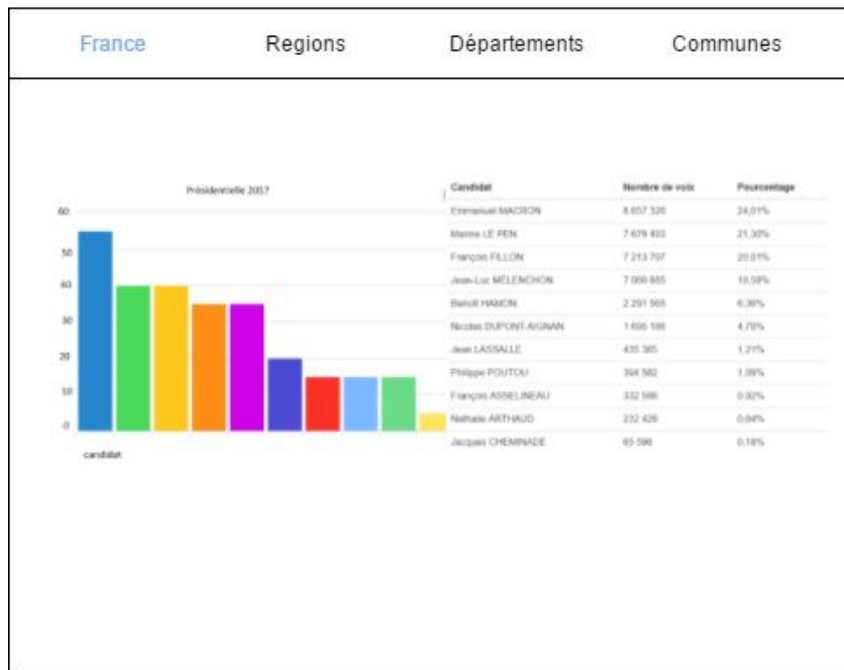 France Regions Départements Communes
Présidentielle 2017
60
50
40
30
20
10
0
candidat
Candidat Nombre de voix Pourcentage
Emmanuel MACRON 8 657 326 24,01%
Marine LE PEN 7 679 493 21,30%
François FILLON 7 213 797 20,01%
Jean-Luc MÉLENCHON 19,58%
Benoît HAMON 2 291 565 6,36%
Nicolas DUPONT-AIGNAN 4,70%
Jean LASSALLE 435 365 1,21%
Philippe POUTOU 394 582 1,09%
François ASSELINEAU 332 588 0,92%
Nathalie ARTHAUD 232 428 0,64%
Jacques CHEMINADE 65 598 0,18%